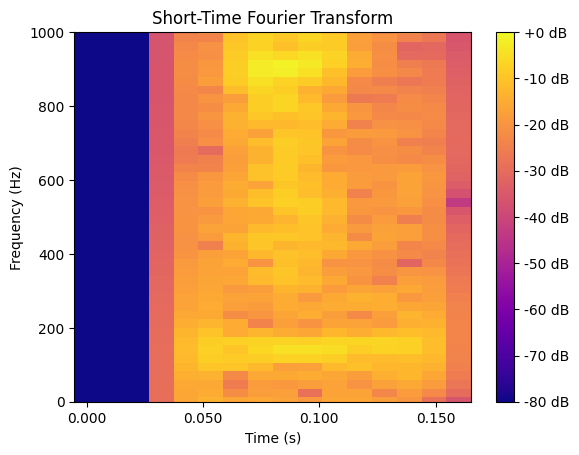 Short-Time Fourier Transform
1000
800
600
400
200
0
Frequency (Hz)
0.000
0.050
0.100
0.150
Time (s)
+0 dB
-10 dB
-20 dB
-30 dB
-40 dB
-50 dB
-60 dB
-70 dB
-80 dB